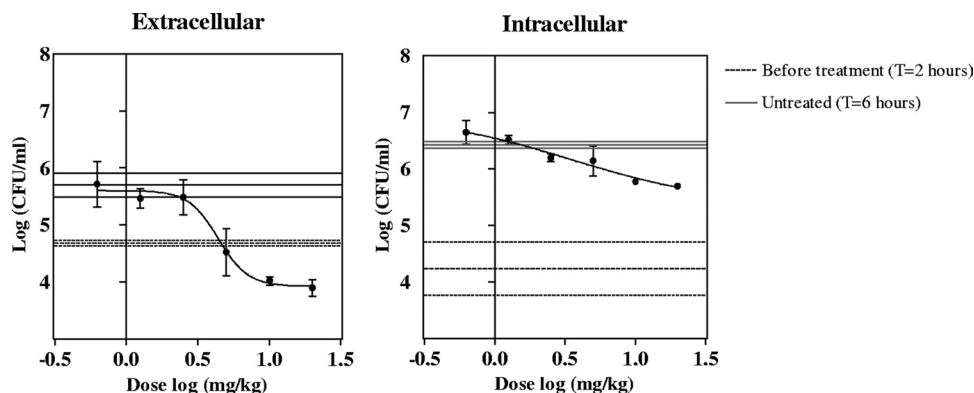 Extracellular
8
7
6
5
4
Log (CFU/ml)
-0.5 0.0 0.5 1.0 1.5
Dose log (mg/kg)
Intracellular
8
7
6
5
4
Log (CFU/ml)
-0.5 0.0 0.5 1.0 1.5
Dose log (mg/kg)
Before treatment (T=2 hours)
Untreated (T=6 hours)